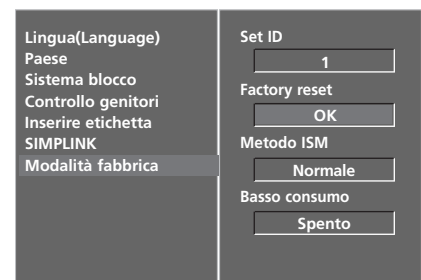 Lingua(Language)
Paese
Sistema blocco
Controllo genitori
Inserire etichetta
SIMPLINK
Modalità fabbrica
Set ID
1
Factory reset
OK
Metodo ISM
Normale
Basso consumo
Spento